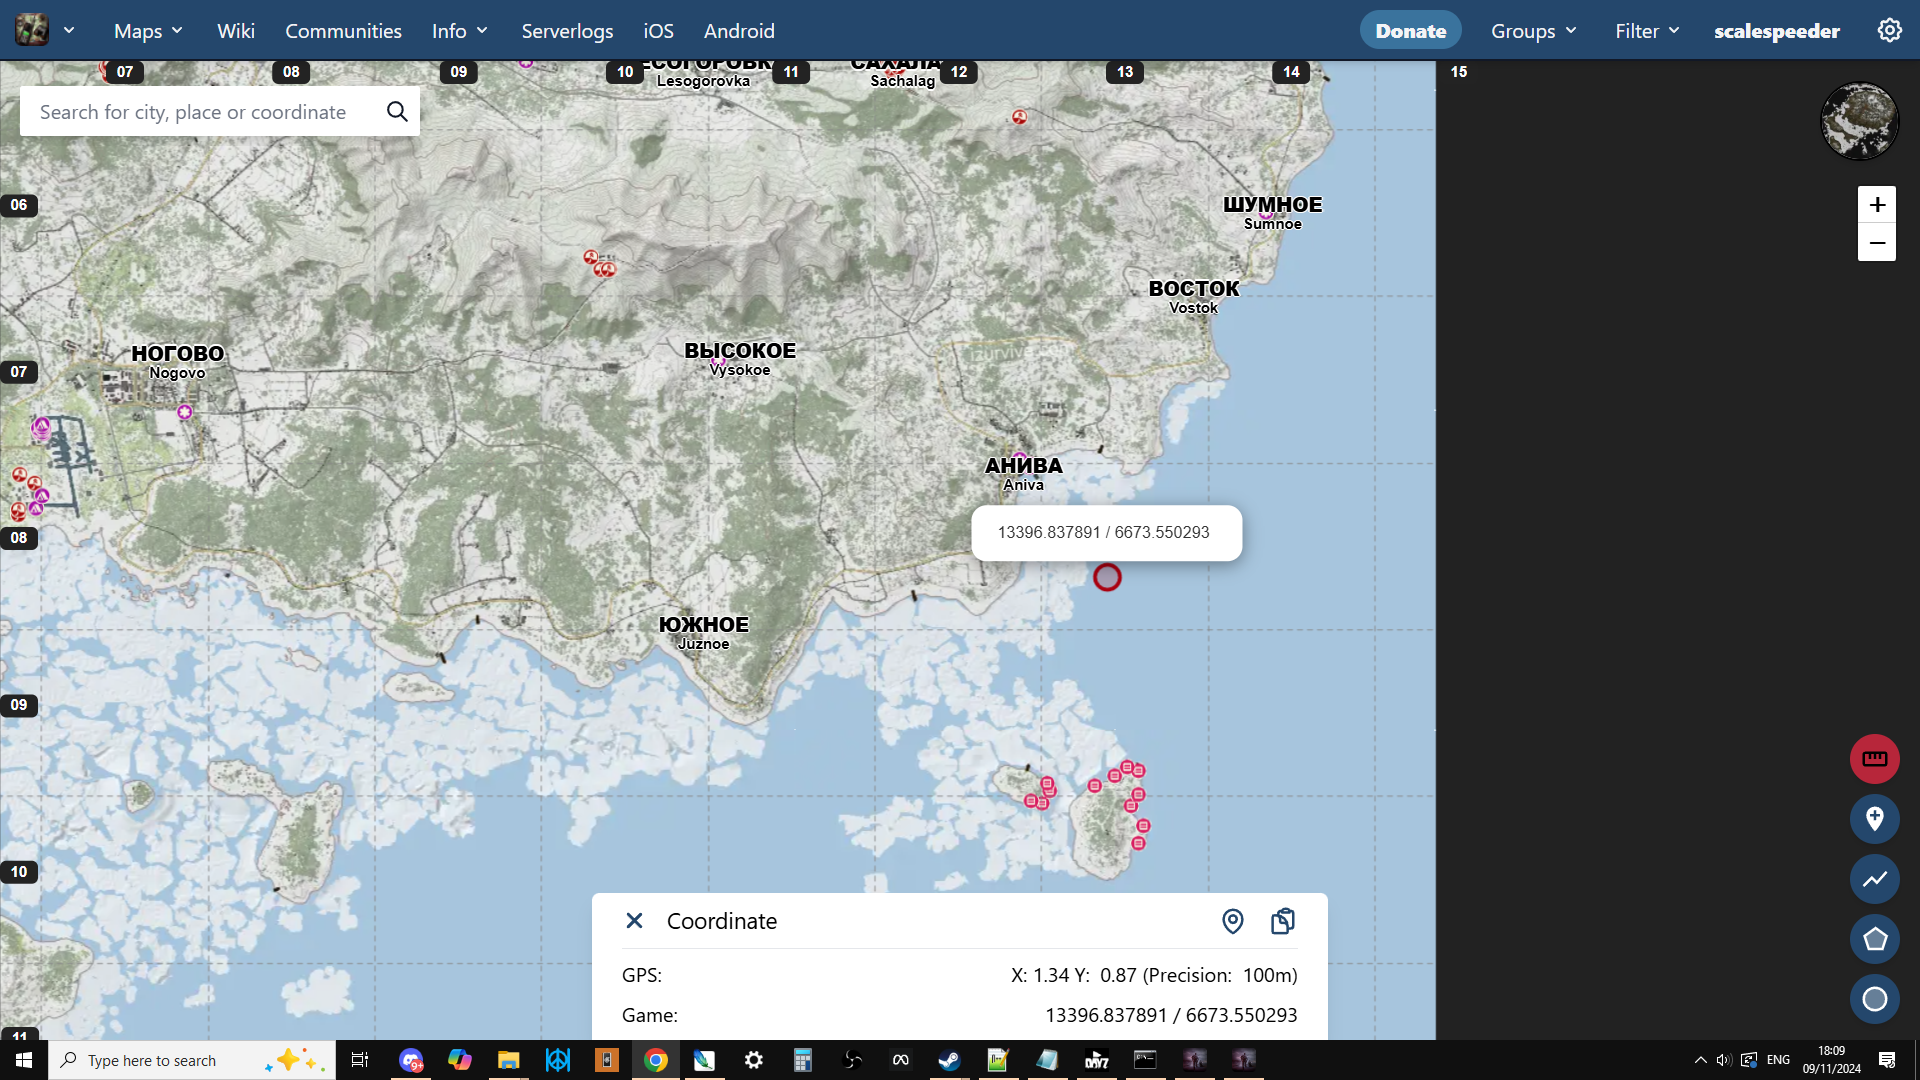 Maps
Wiki
Communities
Info
Serverlogs
iOS
Android
Donate
Groups
Filter
scalespeeder
07
08
09
10
11
12
13
14
15
Lesogorovka
САХАЛА
Sachalag
Search for city, place or coordinate
06
ШУМНОЕ
Sumnoe
ВОСТОК
Vostok
НОГОВО
Nogovo
ВЫСОКОЕ
Vysokoe
07
АНИВА
Aniva
08
13396.837891 / 6673.550293
ЮЖНОЕ
Juznoe
09
10
11
Coordinate
GPS:
X: 1.34 Y: 0.87 (Precision: 100m)
Game:
13396.837891 / 6673.550293
Type here to search
9+
DAYZ
ENG
18:09
09/11/2024